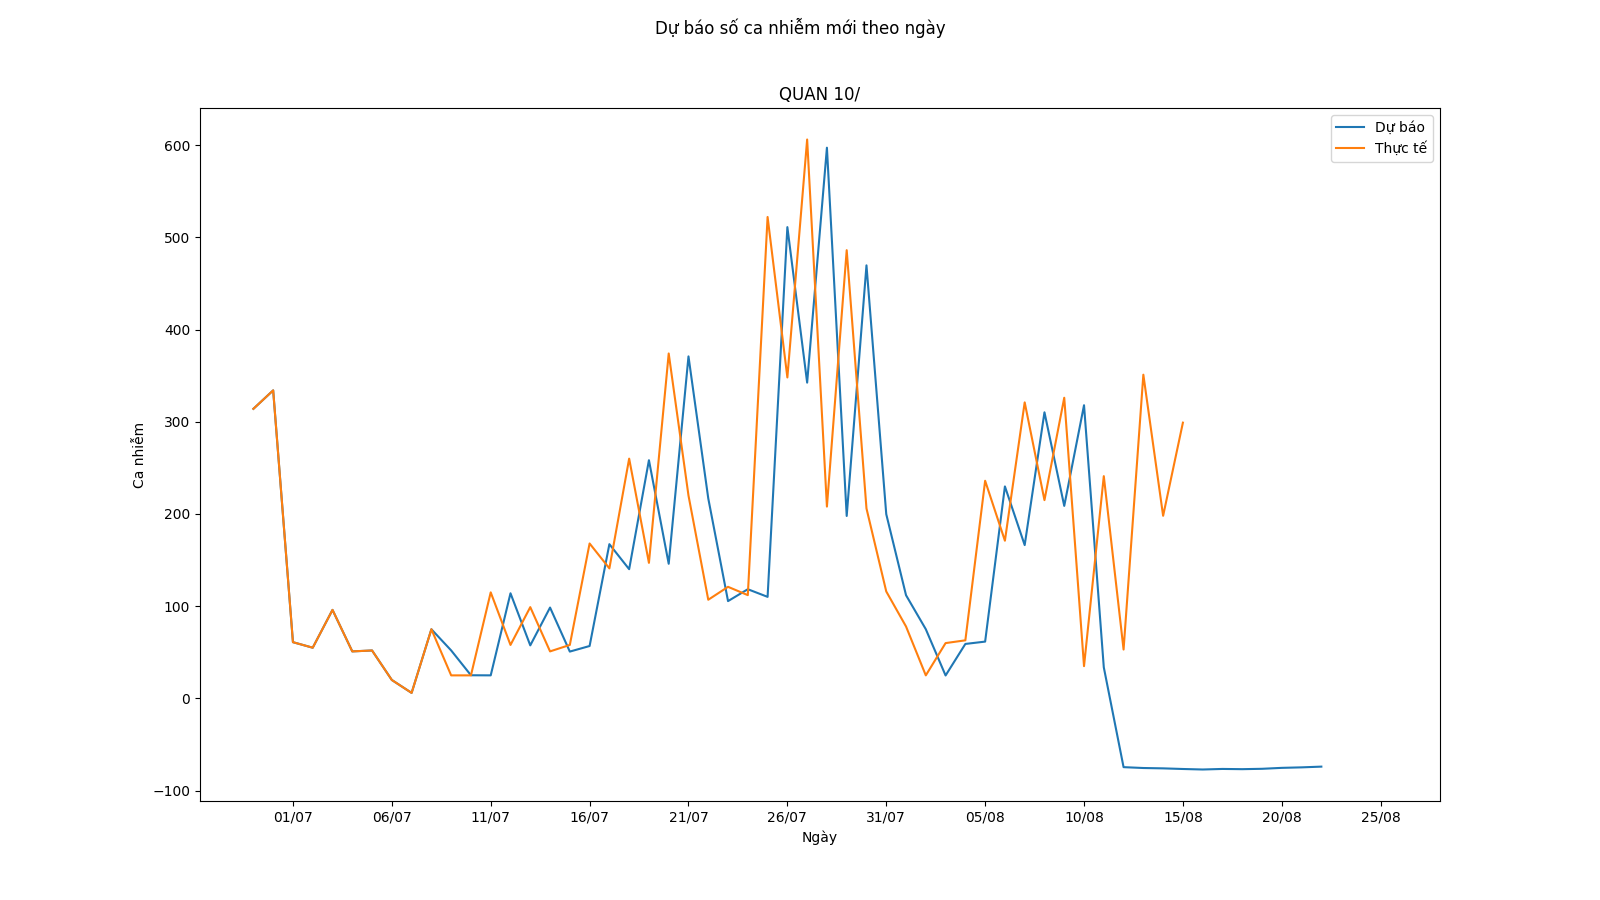 Dự báo số ca nhiễm mới theo ngày
QUAN 10/
Dự báo
Thực tế
600
500
400
300
200
100
0
−100
Ca nhiễm
01/07 06/07 11/07 16/07 21/07 26/07 31/07 05/08 10/08 15/08 20/08 25/08
Ngày